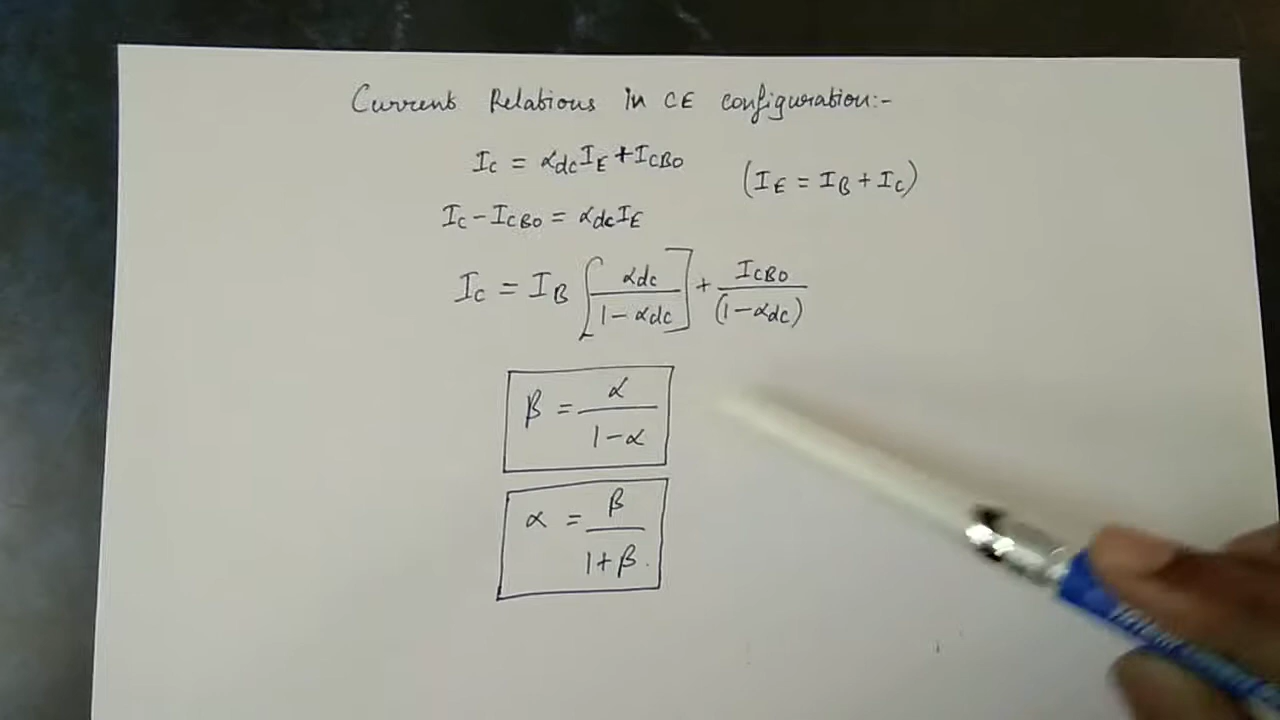 Current Relations in CE configuration:-
Ic = αdc IE + ICBO (IE = IB + IC)
Ic - ICBO = αdc IE
Ic = IB [αdc / 1 - αdc] + ICBO / (1 - αdc)
β = α / 1 - α
α = β / 1 + β.